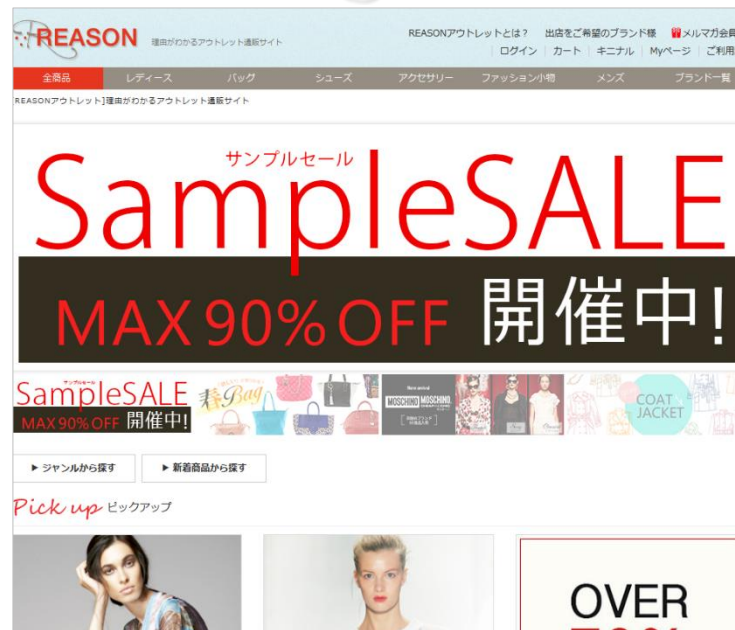 REASON 理由がわかるアウトレット通販サイト
REASONアウトレットとは？ 出店をご希望のブランド様 メルマガ会員
ログイン カート キニナル Myページ ご利用
全商品 レディース バッグ シューズ アクセサリー ファッション小物 メンズ ブランド一覧
REASONアウトレット]理由がわかるアウトレット通販サイト
サンプルセール
SampleSALE
MAX 90% OFF 開催中!
サンプルセール
SampleSALE
MAX 90% OFF 開催中!
春Bag
New arrival
MOSCHINO MOSCHINO
COAT
JACKET
▶ ジャンルから探す ▶ 新着商品から探す
Pick up ピックアップ
OVER